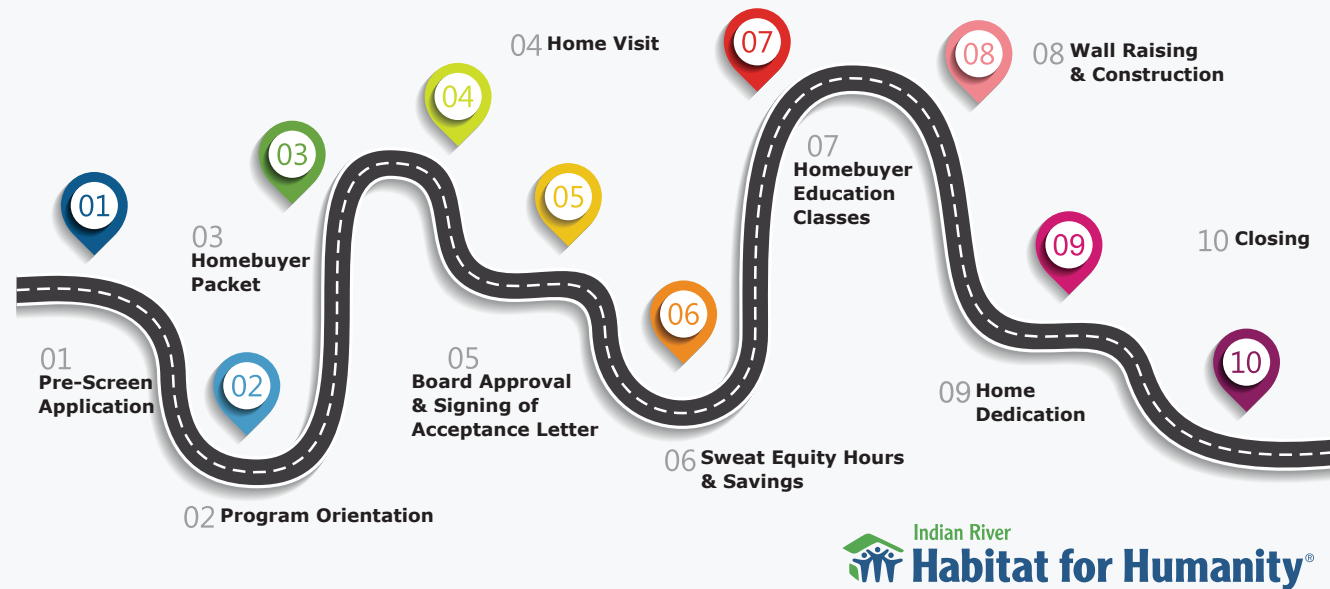 01
Pre-Screen
Application
01
02
02 Program Orientation
03
03
Homebuyer
Packet
04
04 Home Visit
05
05
Board Approval
& Signing of
Acceptance Letter
06
06 Sweat Equity Hours
& Savings
07
07
Homebuyer
Education
Classes
08
08 Wall Raising
& Construction
09
09 Home
Dedication
10
10 Closing
Indian River
Habitat for Humanity®